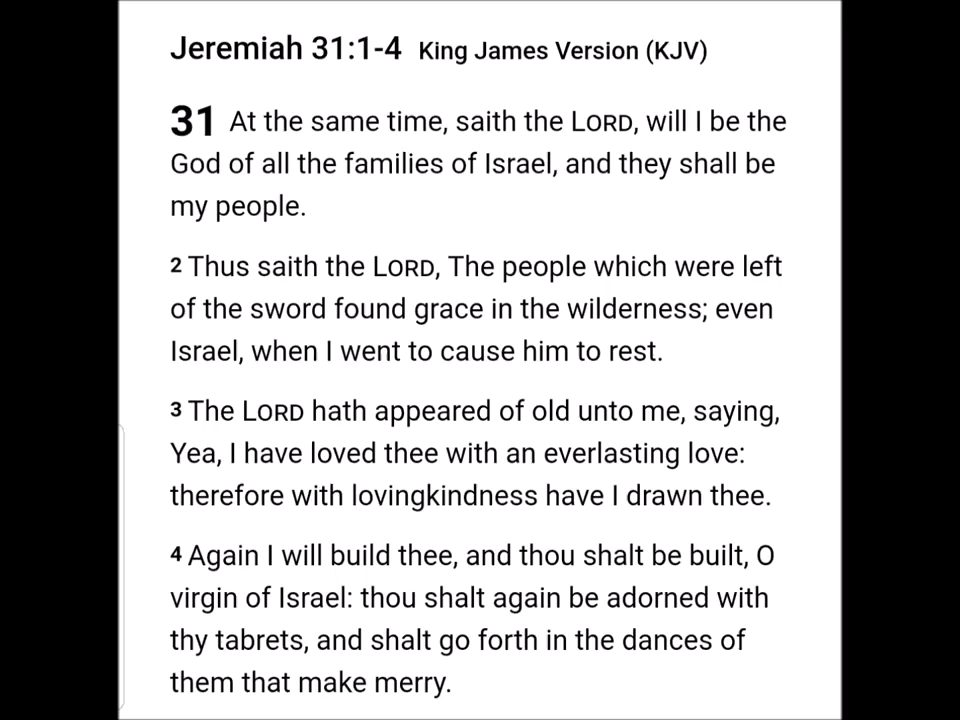 Jeremiah 31:1-4 King James Version (KJV)
31 At the same time, saith the LORD, will I be the
God of all the families of Israel, and they shall be
my people.
2 Thus saith the LORD, The people which were left
of the sword found grace in the wilderness; even
Israel, when I went to cause him to rest.
3 The LORD hath appeared of old unto me, saying,
Yea, I have loved thee with an everlasting love:
therefore with lovingkindness have I drawn thee.
4 Again I will build thee, and thou shalt be built, O
virgin of Israel: thou shalt again be adorned with
thy tabrets, and shalt go forth in the dances of
them that make merry.